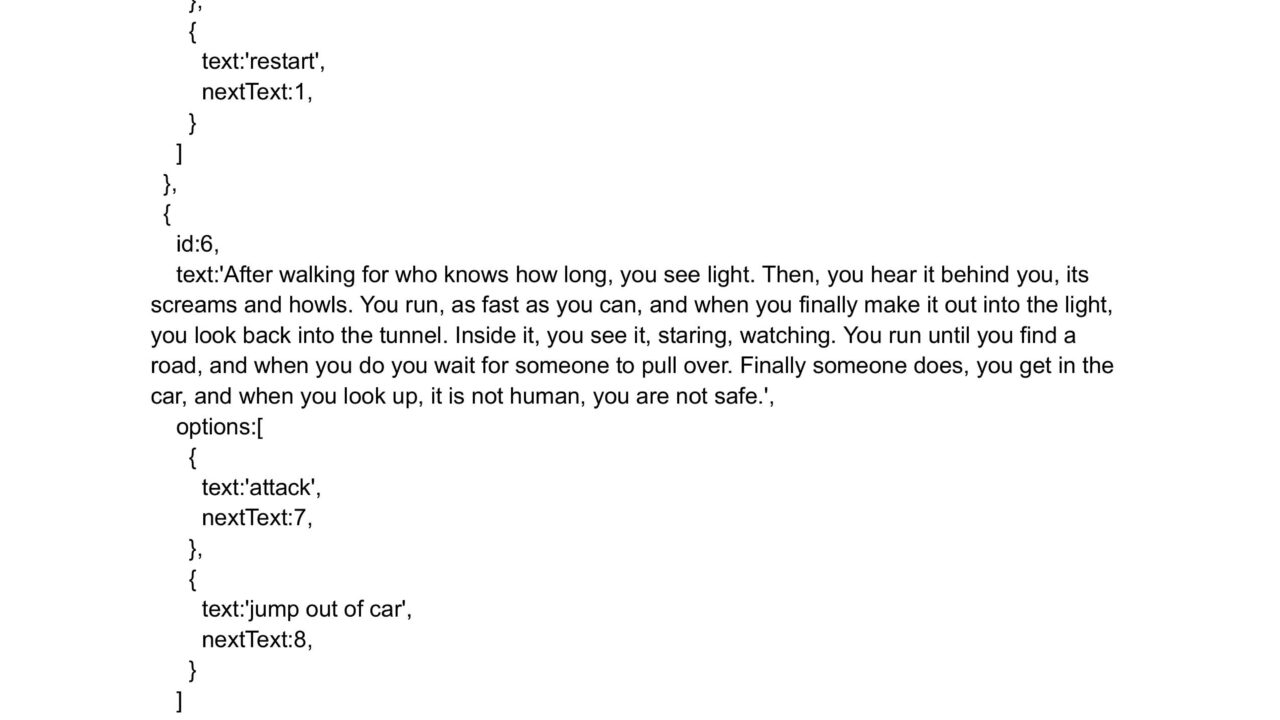 },
{
text:'restart',
nextText:1,
}
]
},
{
id:6,
text:'After walking for who knows how long, you see light. Then, you hear it behind you, its
screams and howls. You run, as fast as you can, and when you finally make it out into the light,
you look back into the tunnel. Inside it, you see it, staring, watching. You run until you find a
road, and when you do you wait for someone to pull over. Finally someone does, you get in the
car, and when you look up, it is not human, you are not safe.',
options:[
{
text:'attack',
nextText:7,
},
{
text:'jump out of car',
nextText:8,
}
]